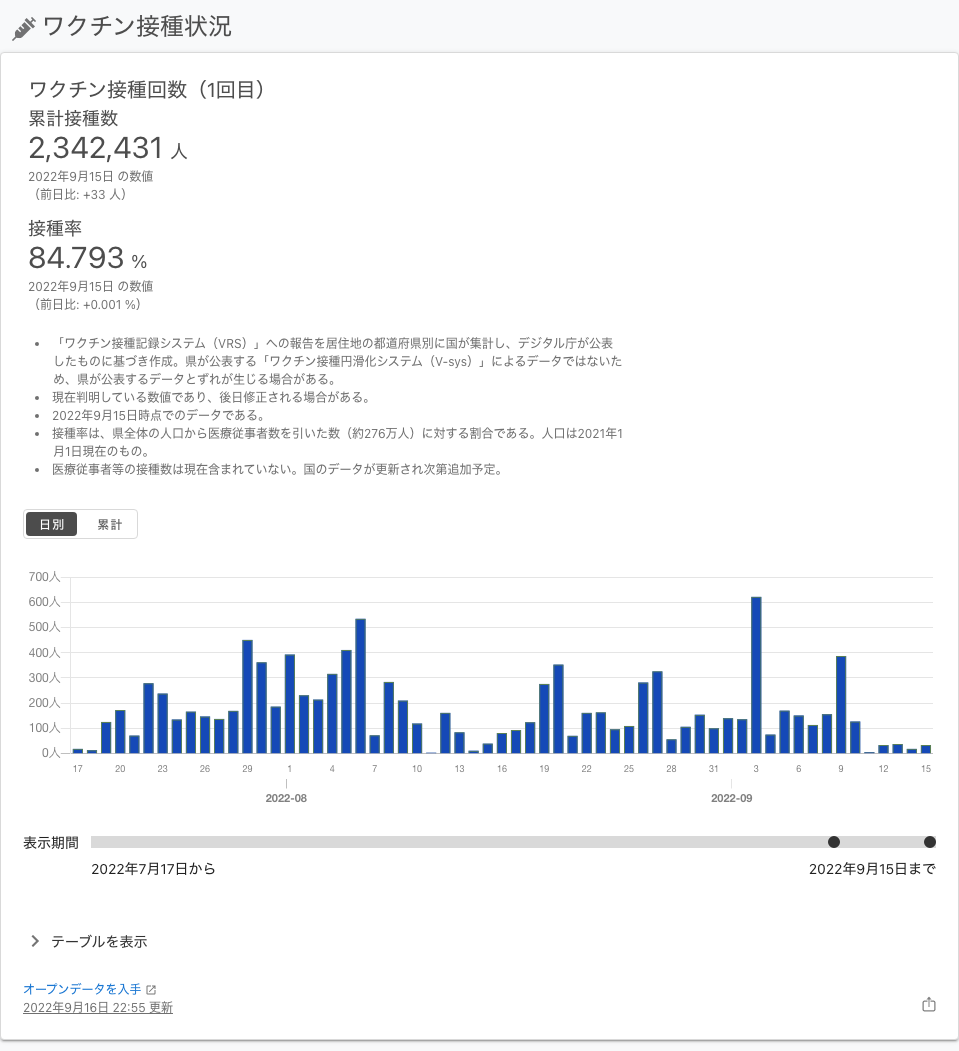 ワクチン接種状況
ワクチン接種回数（1回目）
累計接種数
2,342,431 人
2022年9月15日 の数値
（前日比: +33 人）
接種率
84.793 %
2022年9月15日 の数値
（前日比: +0.001 %）
「ワクチン接種記録システム（VRS）」への報告を居住地の都道府県別に国が集計し、デジタル庁が公表
したものに基づき作成。県が公表する「ワクチン接種円滑化システム（V-sys）」によるデータではないた
め、県が公表するデータとずれが生じる場合がある。
現在判明している数値であり、後日修正される場合がある。
2022年9月15日時点でのデータである。
接種率は、県全体の人口から医療従事者数を引いた数（約276万人）に対する割合である。人口は2021年1
月1日現在のもの。
医療従事者等の接種数は現在含まれていない。国のデータが更新され次第追加予定。
日別 累計
700人
600人
500人
400人
300人
200人
100人
0人
17 20 23 26 29 1 4 7 10 13 16 19 22 25 28 31 3 6 9 12 15
2022-08 2022-09
表示期間
2022年7月17日から 2022年9月15日まで
テーブルを表示
オープンデータを入手
2022年9月16日 22:55 更新